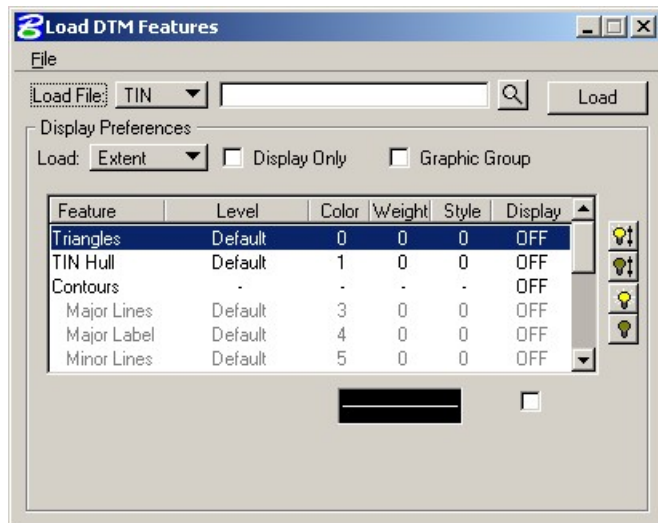 Load DTM Features
File
Load File: TIN Load
Display Preferences
Load: Extent Display Only Graphic Group
Feature Level Color Weight Style Display
Triangles Default 0 0 0 OFF
TIN Hull Default 1 0 0 OFF
Contours - - - - OFF
Major Lines Default 3 0 0 OFF
Major Label Default 4 0 0 OFF
Minor Lines Default 5 0 0 OFF